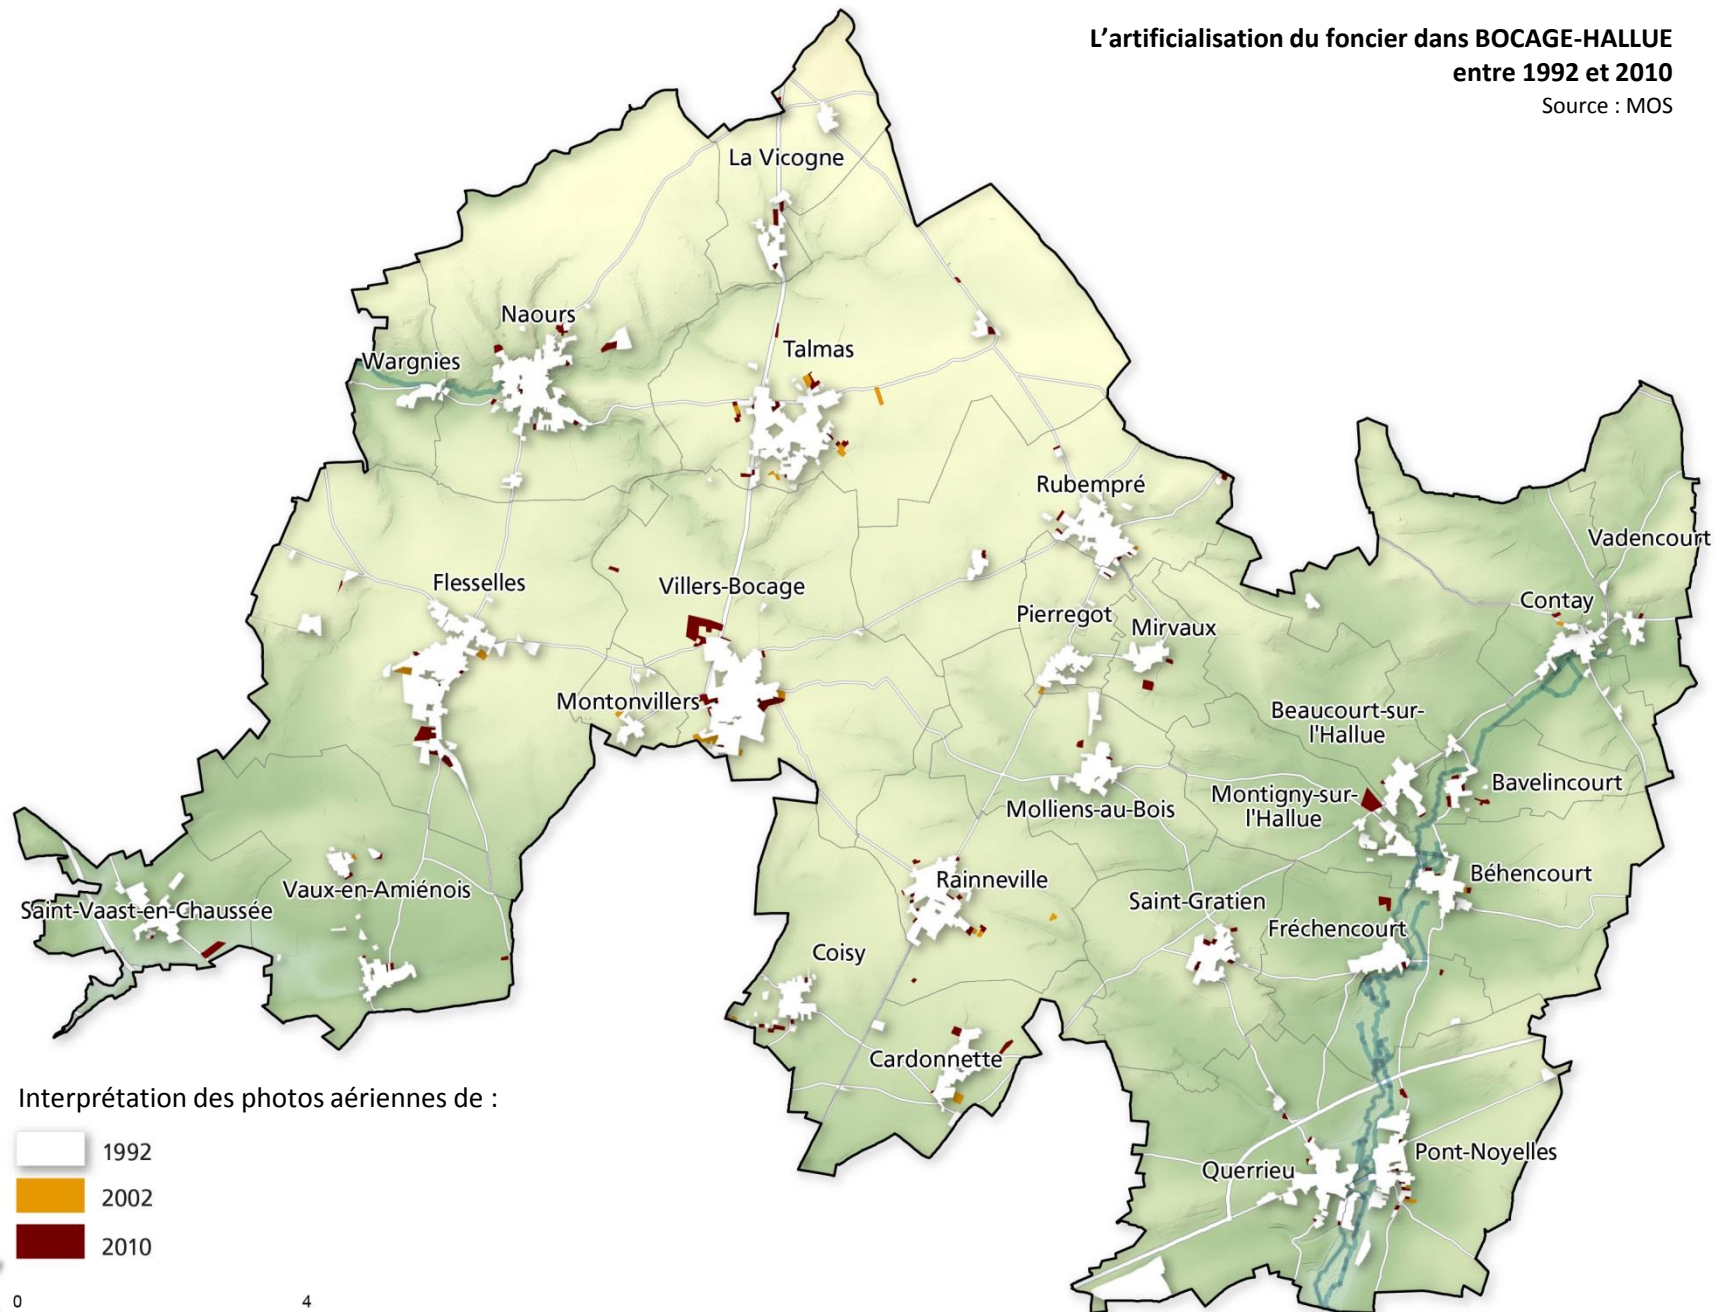 L'artificialisation du foncier dans BOCAGE-HALLUE
entre 1992 et 2010
Source : MOS
La Vicogne
Naours
Talmas
Wargnies
Rubempré
Vadencourt
Flesselles
Villers-Bocage
Contay
Pierregot
Mirvaux
Montonvillers
Beaucourt-sur-
l'Hallue
Bavelincourt
Montigny-sur-
l'Hallue
Molliens-au-Bois
Béhencourt
Rainneville
Vaux-en-Amiénois
Saint-Gratien
Saint-Vaast-en-Chaussée
Fréchencourt
Coisy
Cardonnette
Interprétation des photos aériennes de :
1992
2002
2010
Pont-Noyelles
Querrieu
0 4